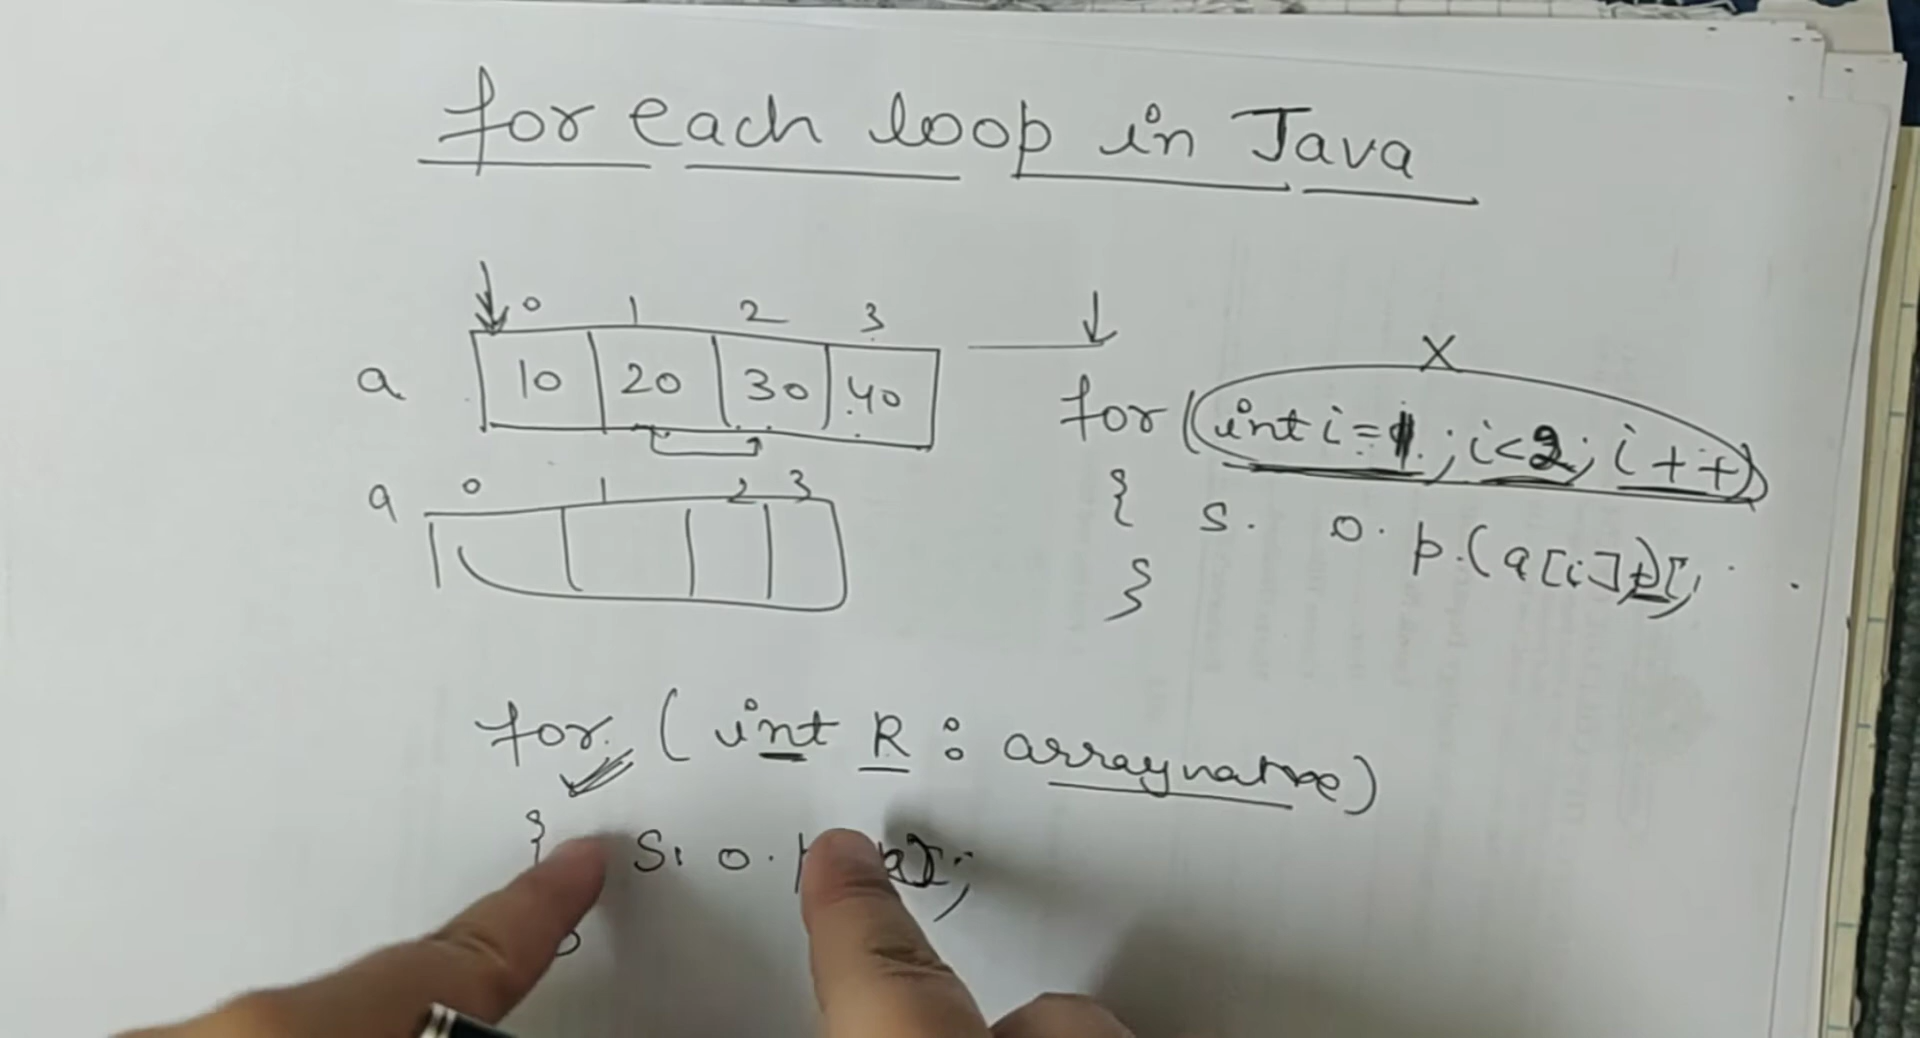 for each loop in Java
0 1 2 3
a 10 20 30 40
X
for (int i=1; i<2; i++)
a 0 1 2 3
{ S. o. p.(a[i]);
}
for (int R : arrayname)
{ S. o.